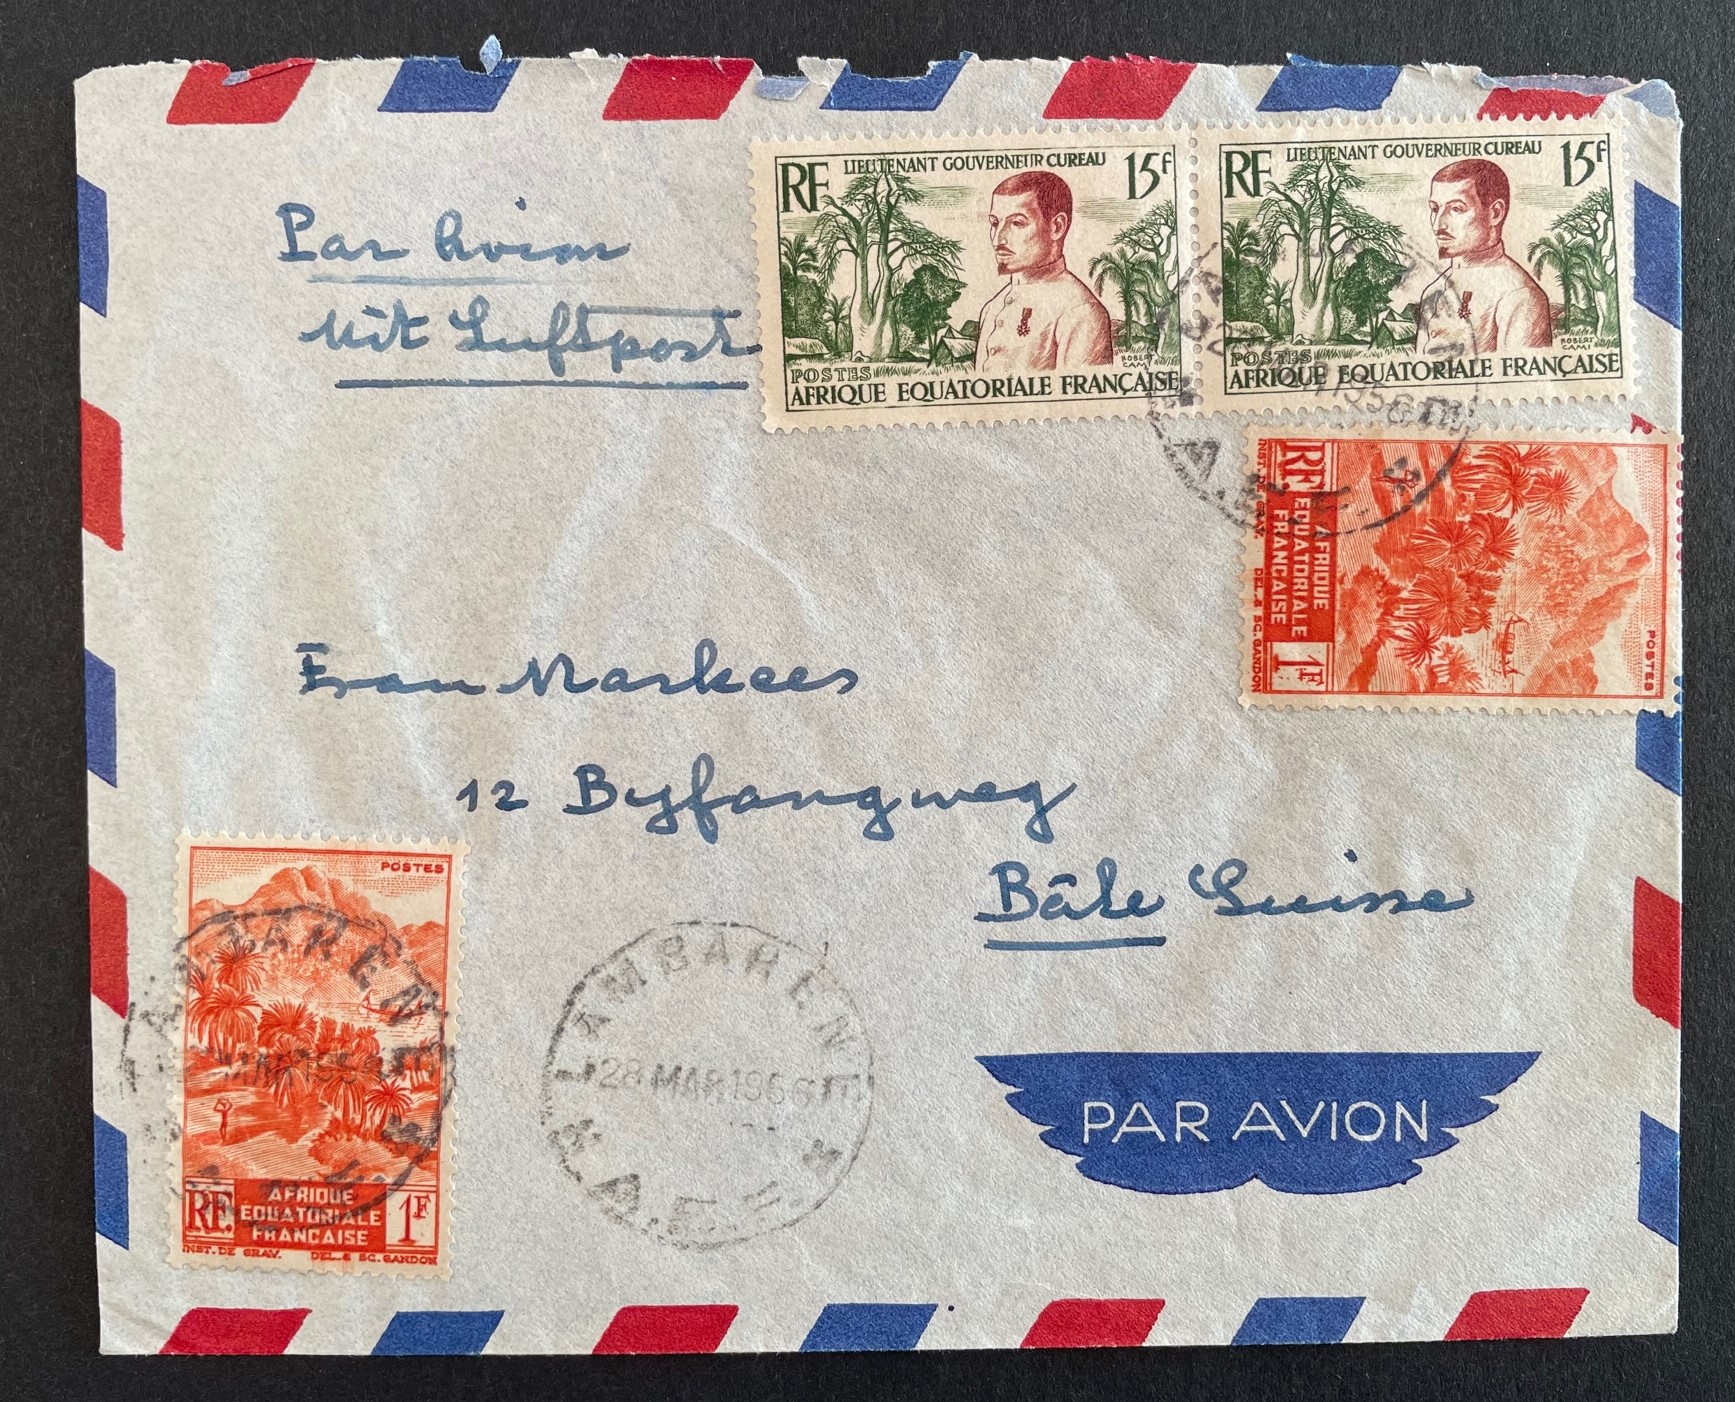 Par Avion
Mit Luftpost
RF LIEUTENANT GOUVERNEUR CUREAU 15F
ROBERT CAMI
POSTES
AFRIQUE EQUATORIALE FRANÇAISE
RF LIEUTENANT GOUVERNEUR CUREAU 15F
ROBERT CAMI
POSTES
AFRIQUE EQUATORIALE FRANÇAISE
1956
POSTES
RF. AFRIQUE EQUATORIALE FRANÇAISE 1F
INST. DE GRAV. DEL. & SC. GANDON
Frau Markees
12 Byfangweg
Bâle Suisse
POSTES
RF. AFRIQUE EQUATORIALE FRANÇAISE 1F
INST. DE GRAV. DEL. & SC. GANDON
LAMBARENE
28 MAR 1956
A.E.F.
PAR AVION